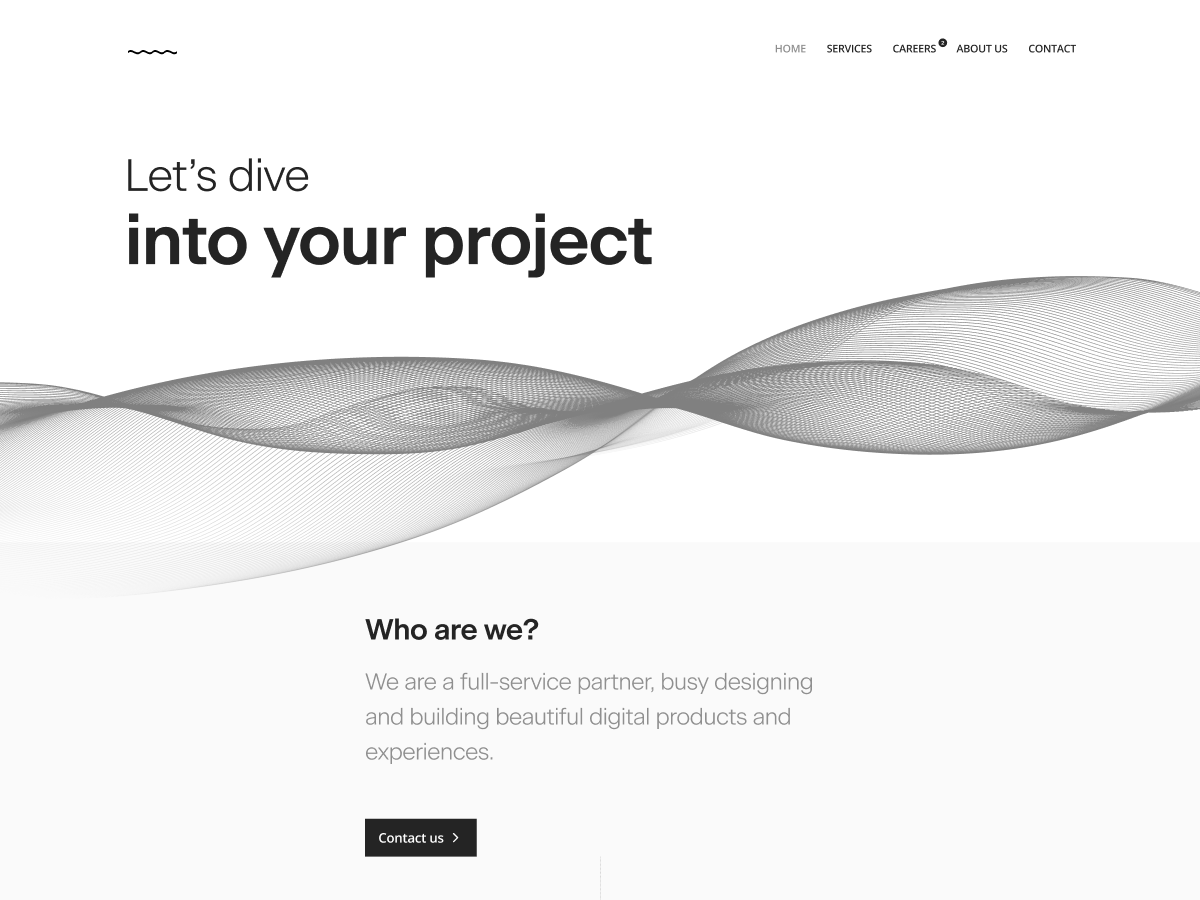 HOME SERVICES CAREERS 2 ABOUT US CONTACT
Let’s dive
into your project
Who are we?
We are a full-service partner, busy designing
and building beautiful digital products and
experiences.
Contact us